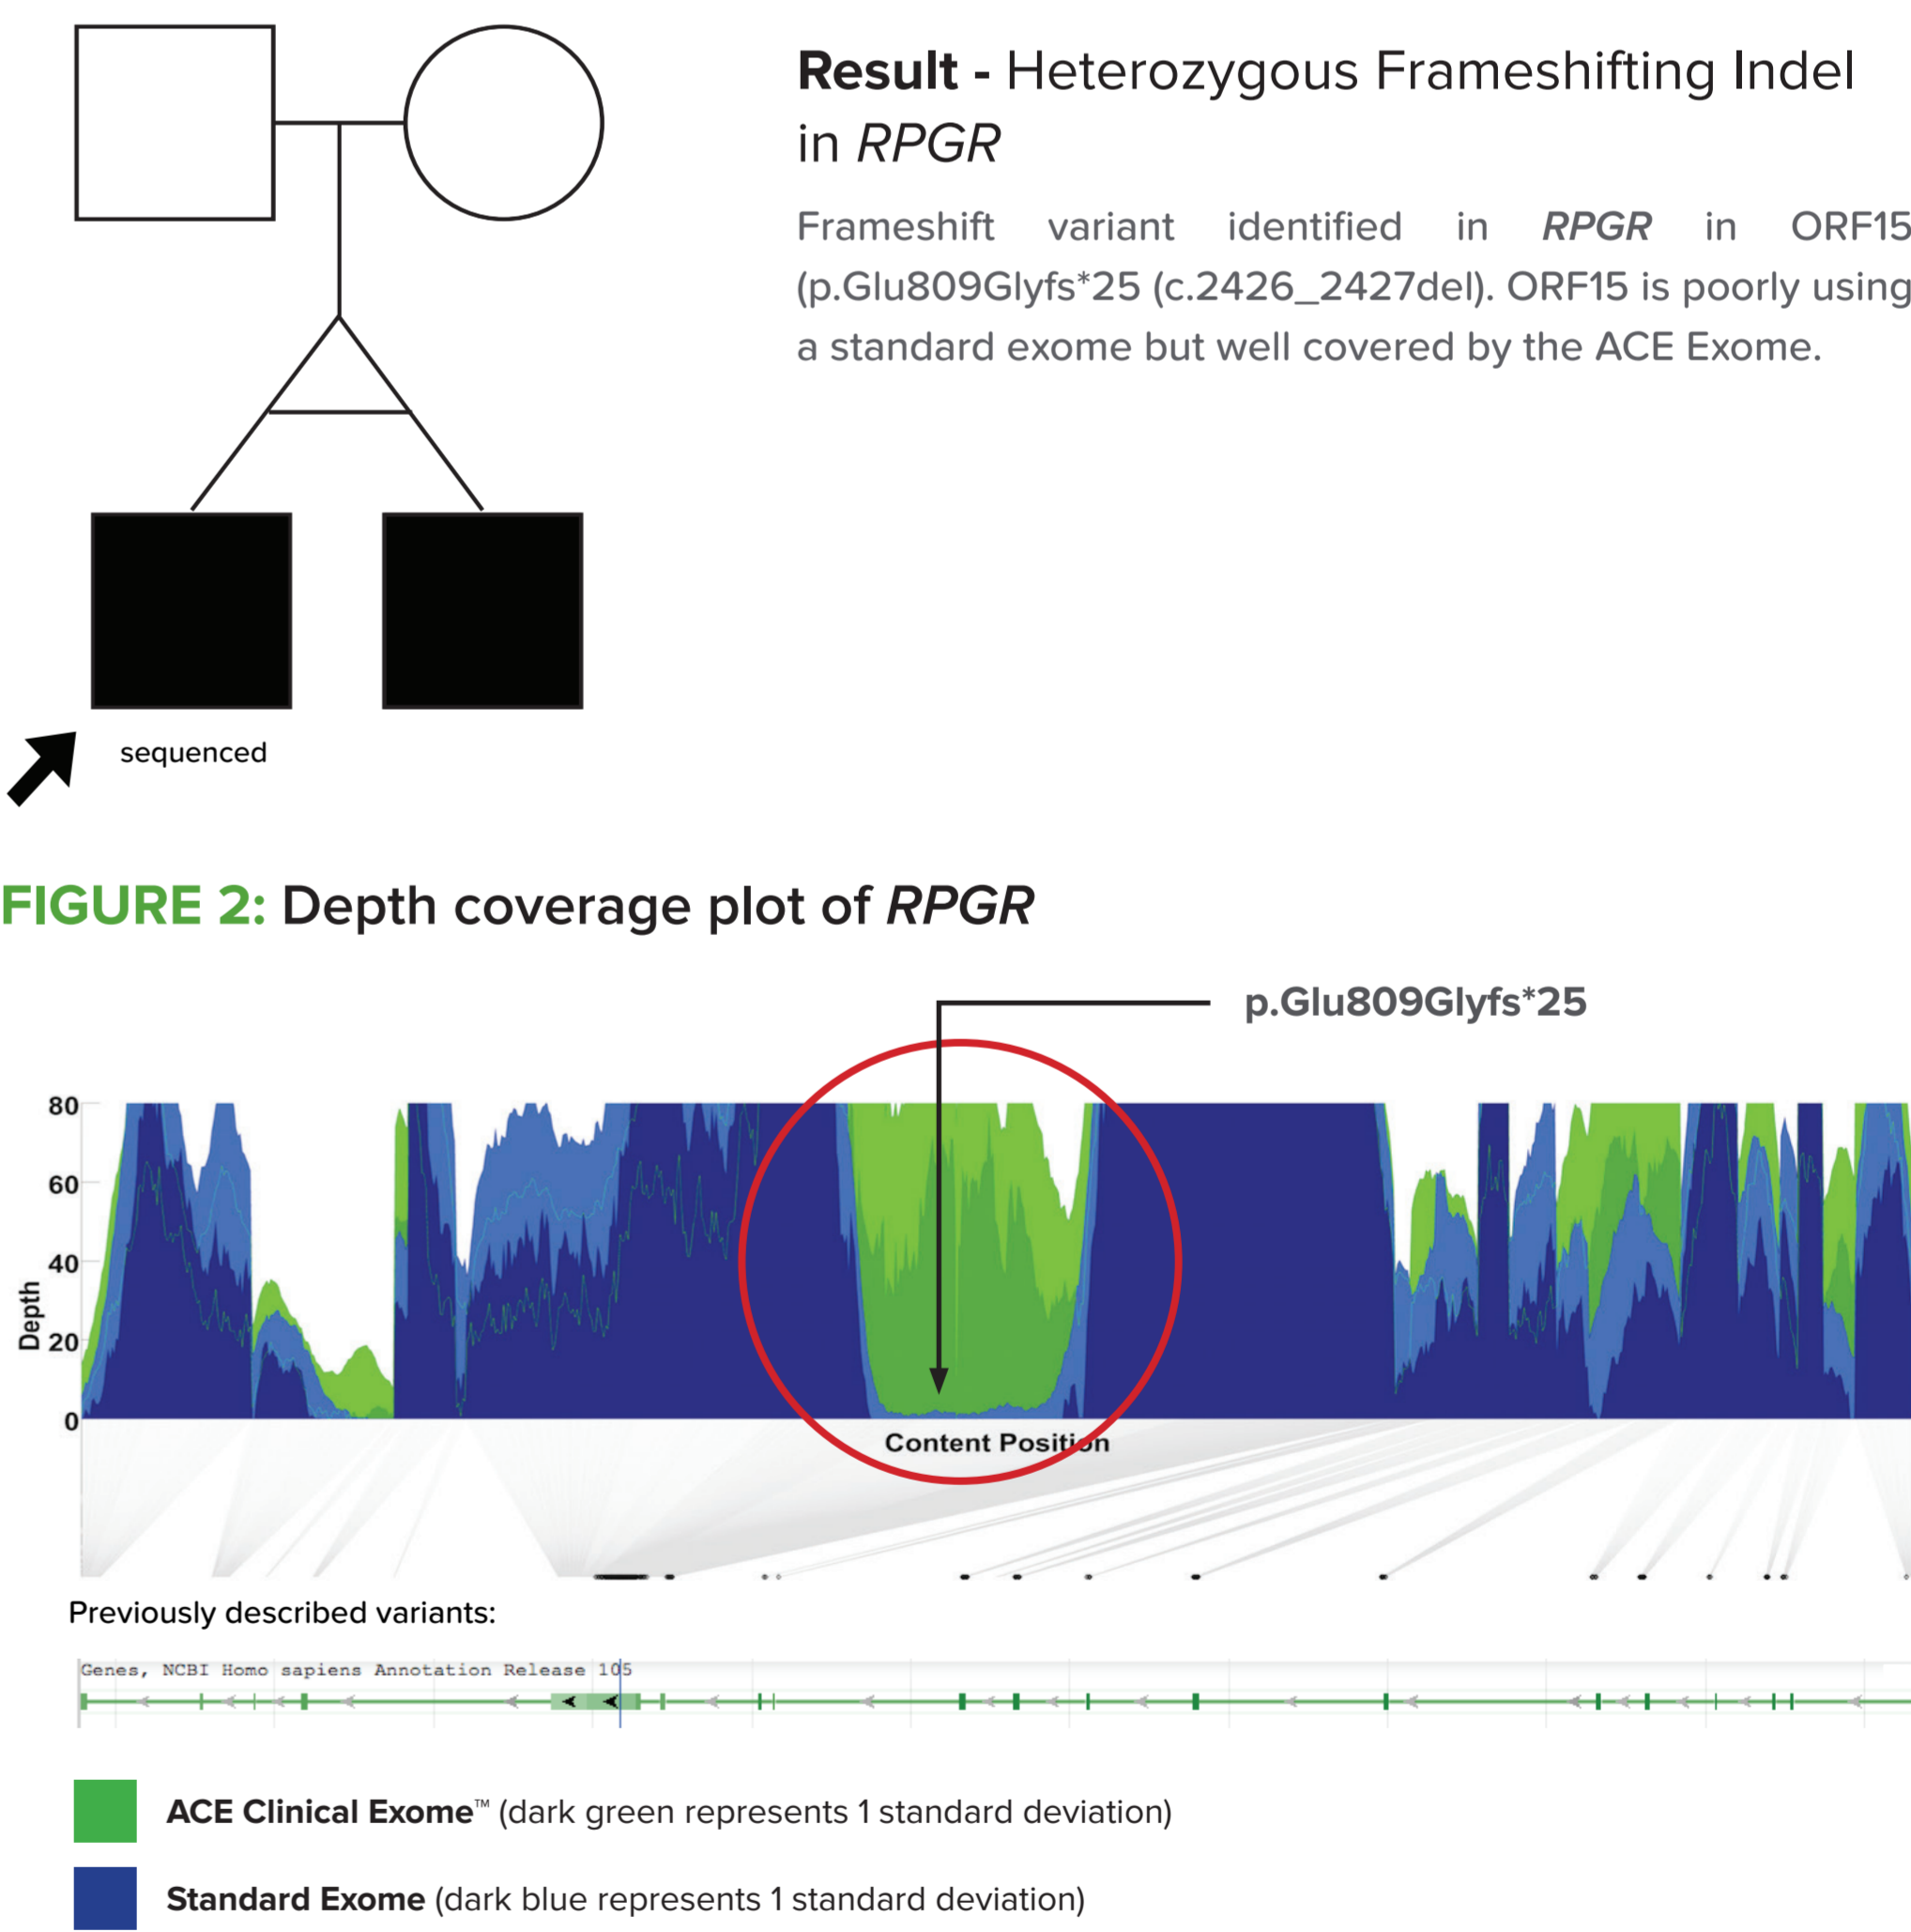 Result - Heterozygous Frameshifting Indel
in RPGR
Frameshift variant identified in RPGR in ORF15
(p.Glu809Glyfs*25 (c.2426_2427del). ORF15 is poorly using
a standard exome but well covered by the ACE Exome.
sequenced
FIGURE 2: Depth coverage plot of RPGR
p.Glu809Glyfs*25
80
60
40
20
0
Depth
Content Position
Previously described variants:
Genes, NCBI Homo sapiens Annotation Release 105
ACE Clinical Exome™ (dark green represents 1 standard deviation)
Standard Exome (dark blue represents 1 standard deviation)